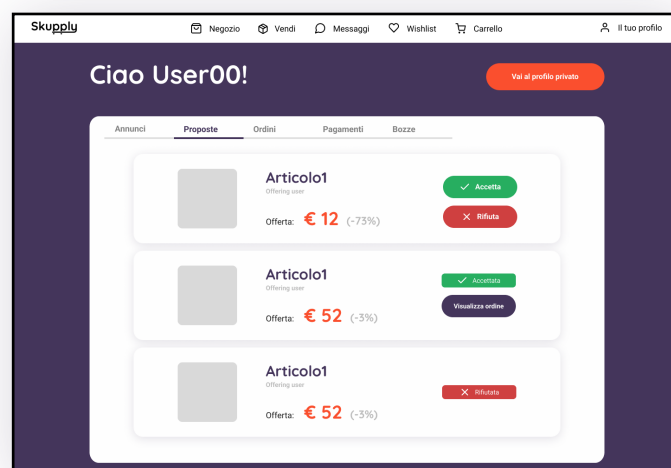 Skupply
Negozio Vendi Messaggi Wishlist Carrello Il tuo profilo
Ciao User00!
Vai al profilo privato
Annunci Proposte Ordini Pagamenti Bozze
Articolo1
Offering user
Offerta: € 12 (-73%)
Accetta
Rifiuta
Articolo1
Offering user
Offerta: € 52 (-3%)
Accettata
Visualizza ordine
Articolo1
Offering user
Offerta: € 52 (-3%)
Rifiutata